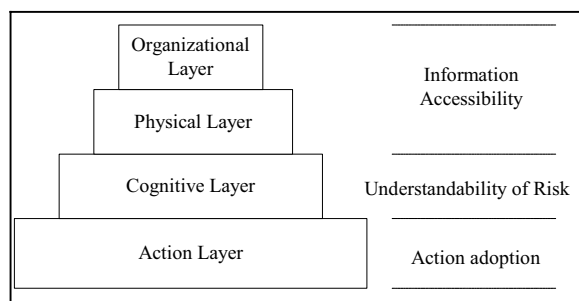 Organizational
Layer
Physical Layer
Cognitive Layer
Action Layer
Information
Accessibility
Understandability of Risk
Action adoption